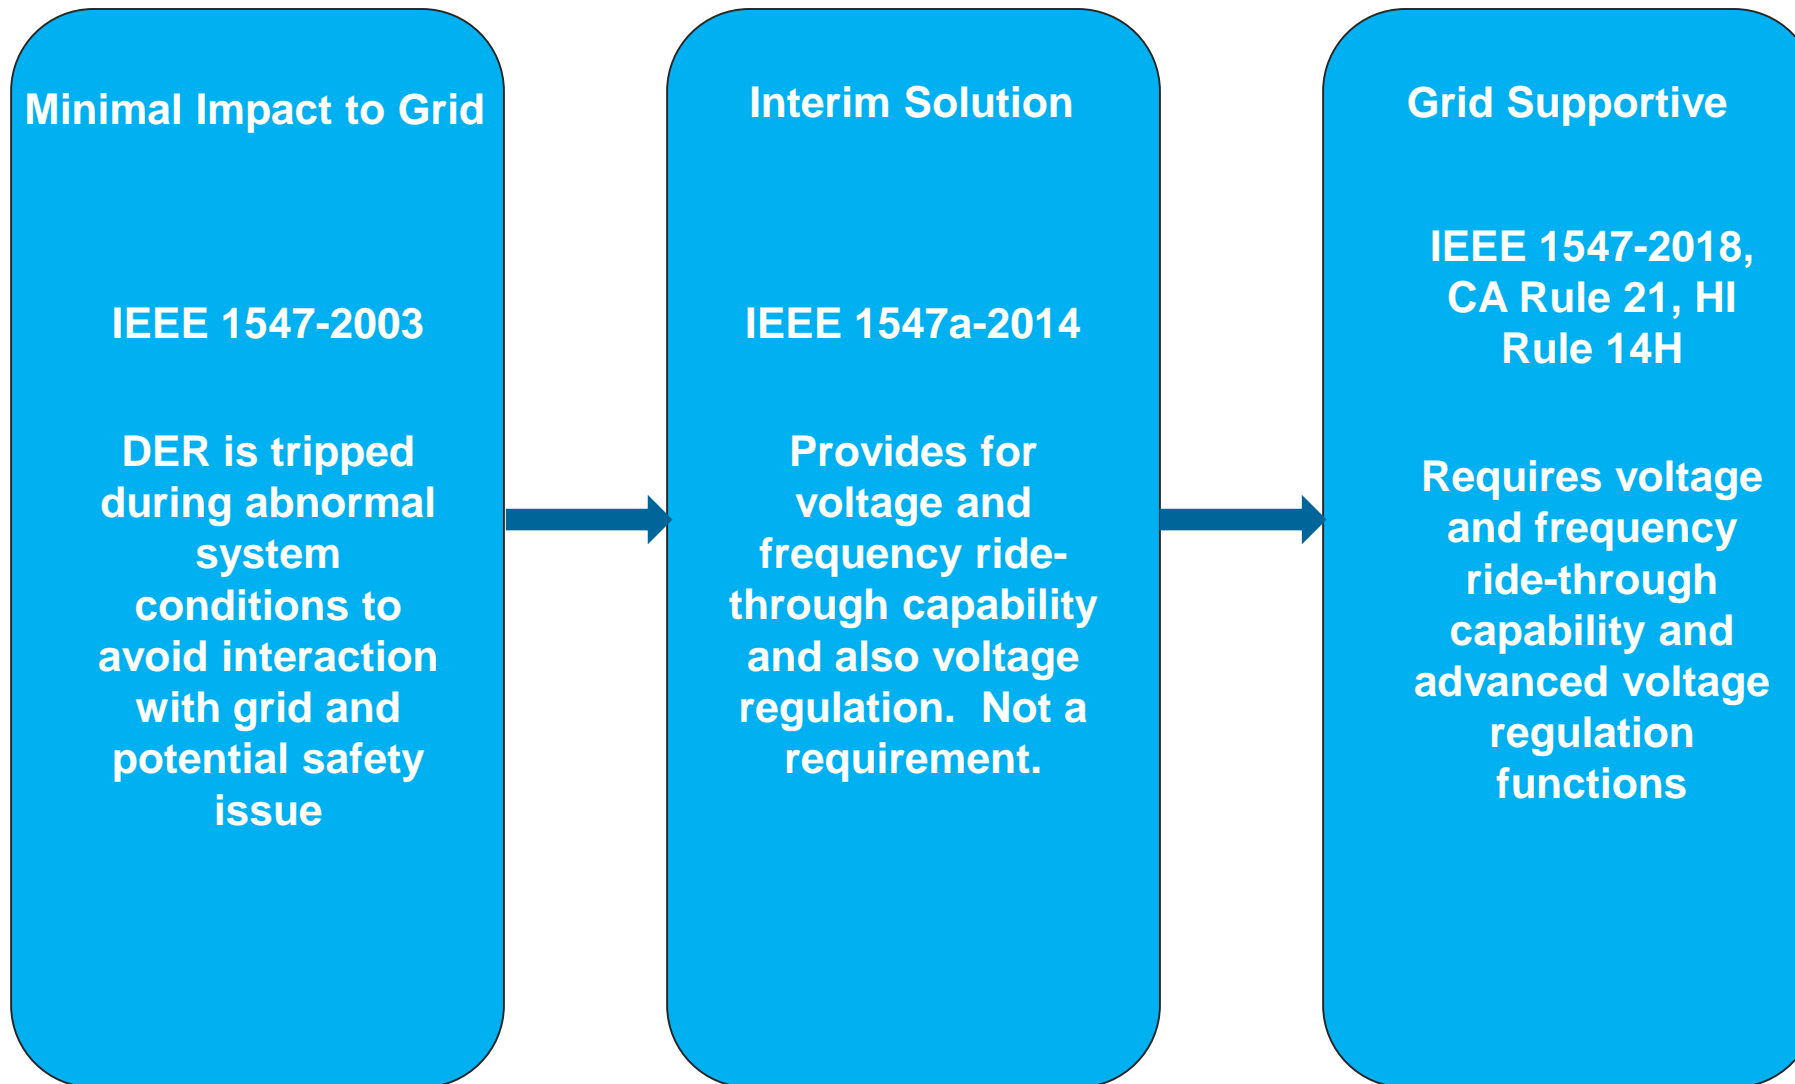 Minimal Impact to Grid
IEEE 1547-2003
DER is tripped
during abnormal
system
conditions to
avoid interaction
with grid and
potential safety
issue
Interim Solution
IEEE 1547a-2014
Provides for
voltage and
frequency ride-
through capability
and also voltage
regulation.  Not a
requirement.
Grid Supportive
IEEE 1547-2018,
CA Rule 21, HI
Rule 14H
Requires voltage
and frequency
ride-through
capability and
advanced voltage
regulation
functions